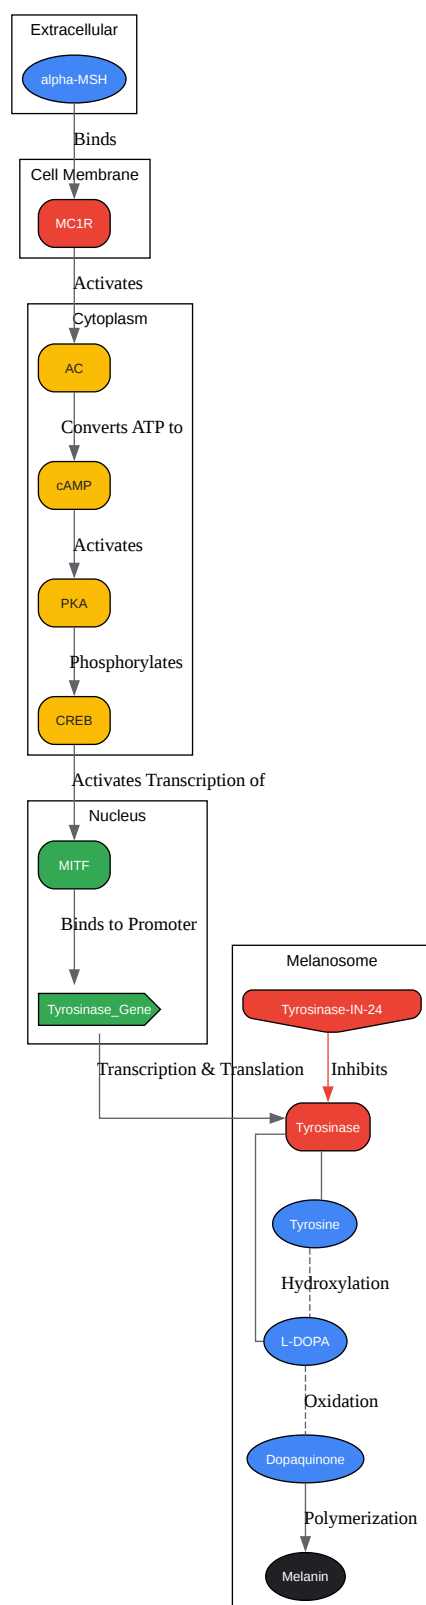 Extracellular
alpha-MSH
Binds
Cell Membrane
MC1R
Activates
Cytoplasm
AC
Converts ATP to
cAMP
Activates
PKA
Phosphorylates
CREB
Activates Transcription of
Nucleus
MITF
Binds to Promoter
Tyrosinase_Gene
Melanosome
Tyrosinase-IN-24
Transcription & Translation
Inhibits
Tyrosinase
Tyrosine
Hydroxylation
L-DOPA
Oxidation
Dopaquinone
Polymerization
Melanin